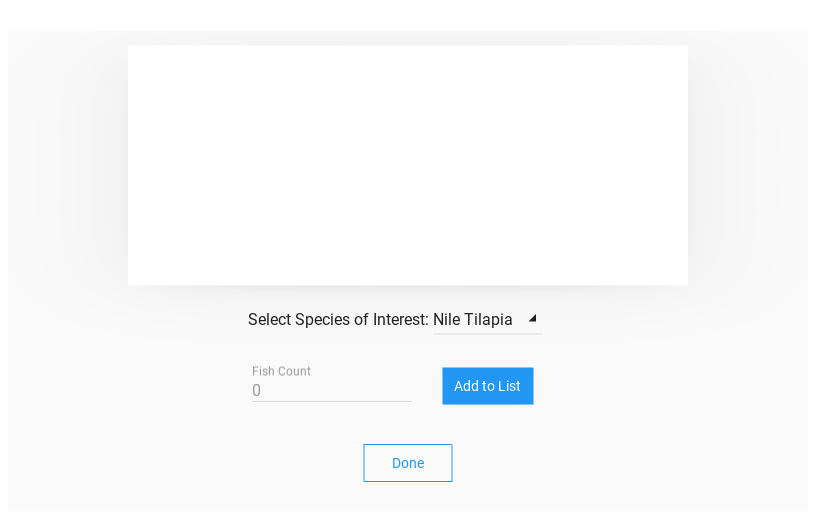 Select Species of Interest: Nile Tilapia
Fish Count
0
Add to List
Done